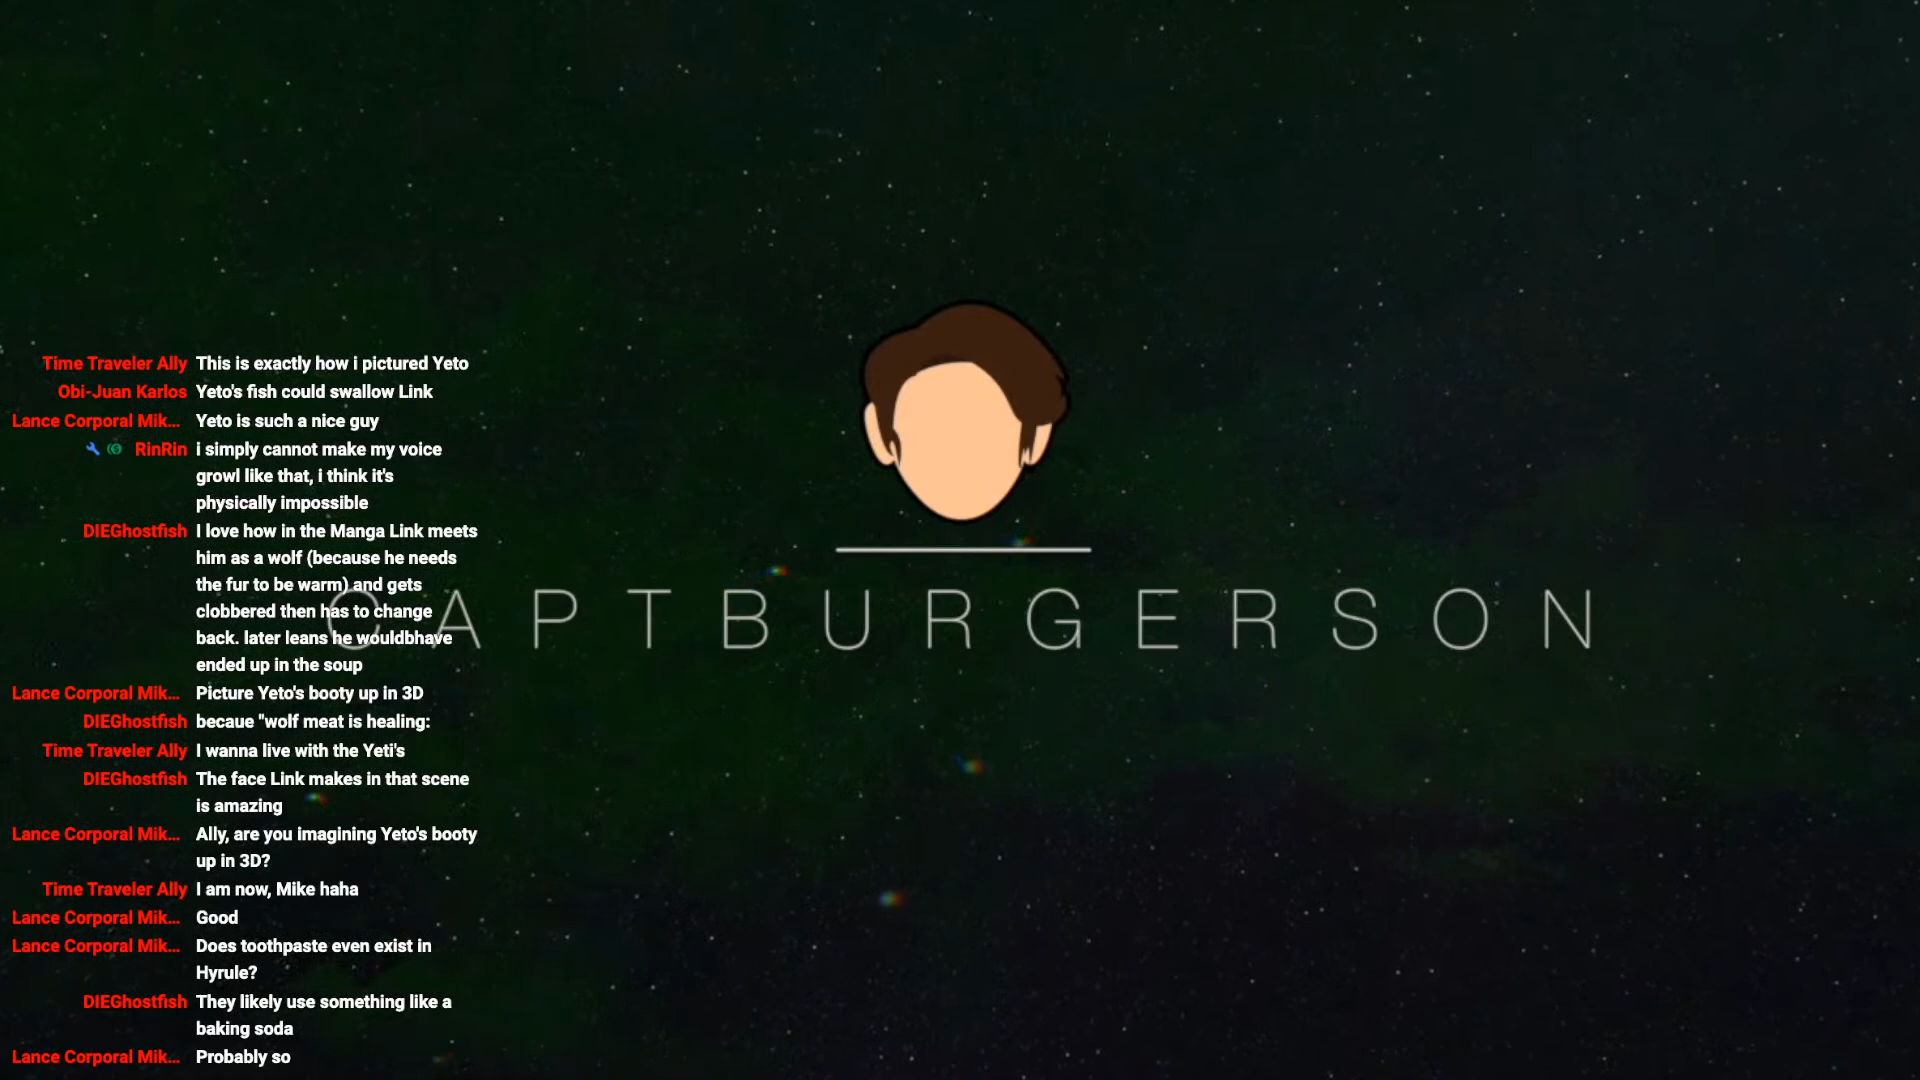 Time Traveler Ally This is exactly how i pictured Yeto
Obi-Juan Karlos Yeto's fish could swallow Link
Lance Corporal Mik... Yeto is such a nice guy
RinRin i simply cannot make my voice
growl like that, i think it's
physically impossible
DIEGhostfish I love how in the Manga Link meets
him as a wolf (because he needs
the fur to be warm) and gets
clobbered then has to change
back. later leans he wouldbhave
ended up in the soup
CAPTBURGERSON
Lance Corporal Mik... Picture Yeto's booty up in 3D
DIEGhostfish becaue "wolf meat is healing:
Time Traveler Ally I wanna live with the Yeti's
DIEGhostfish The face Link makes in that scene
is amazing
Lance Corporal Mik... Ally, are you imagining Yeto's booty
up in 3D?
Time Traveler Ally I am now, Mike haha
Lance Corporal Mik... Good
Lance Corporal Mik... Does toothpaste even exist in
Hyrule?
DIEGhostfish They likely use something like a
baking soda
Lance Corporal Mik... Probably so